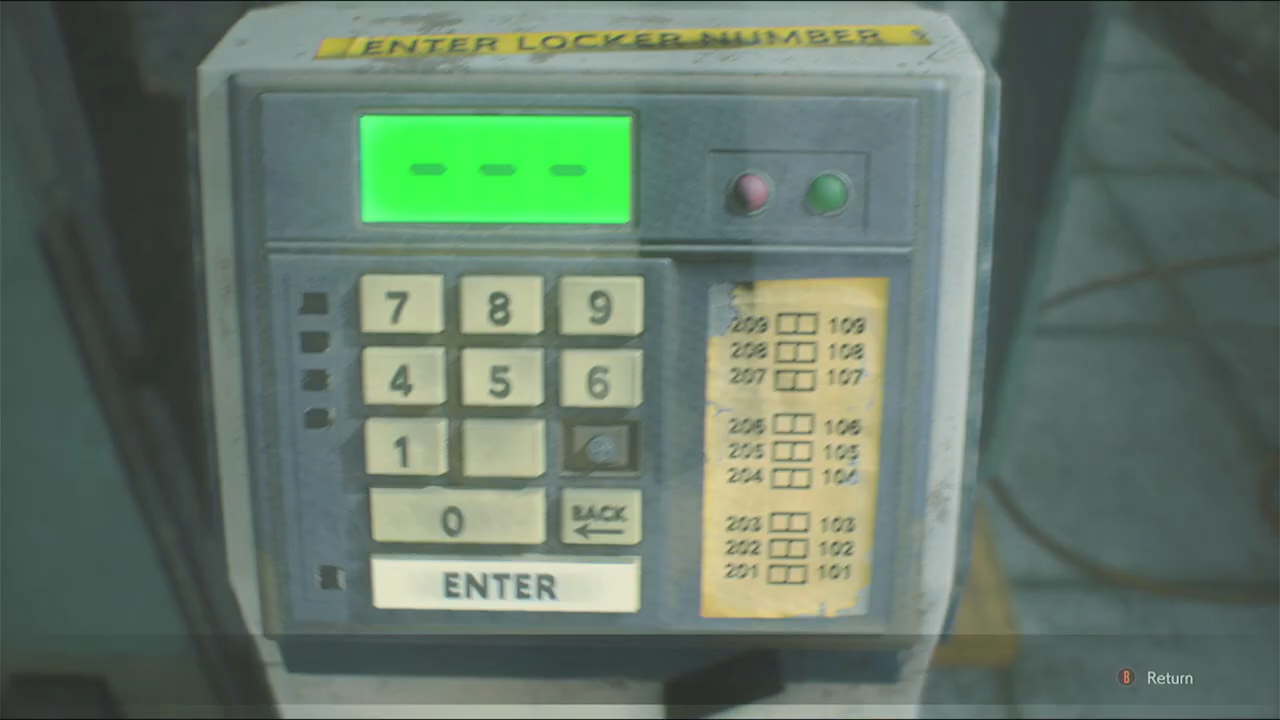 ENTER LOCKER NUMBER
- - -
7 8 9
4 5 6
1
0 BACK
ENTER
209 109
208 108
207 107
206 106
205 105
204 104
203 103
202 102
201 101
B Return